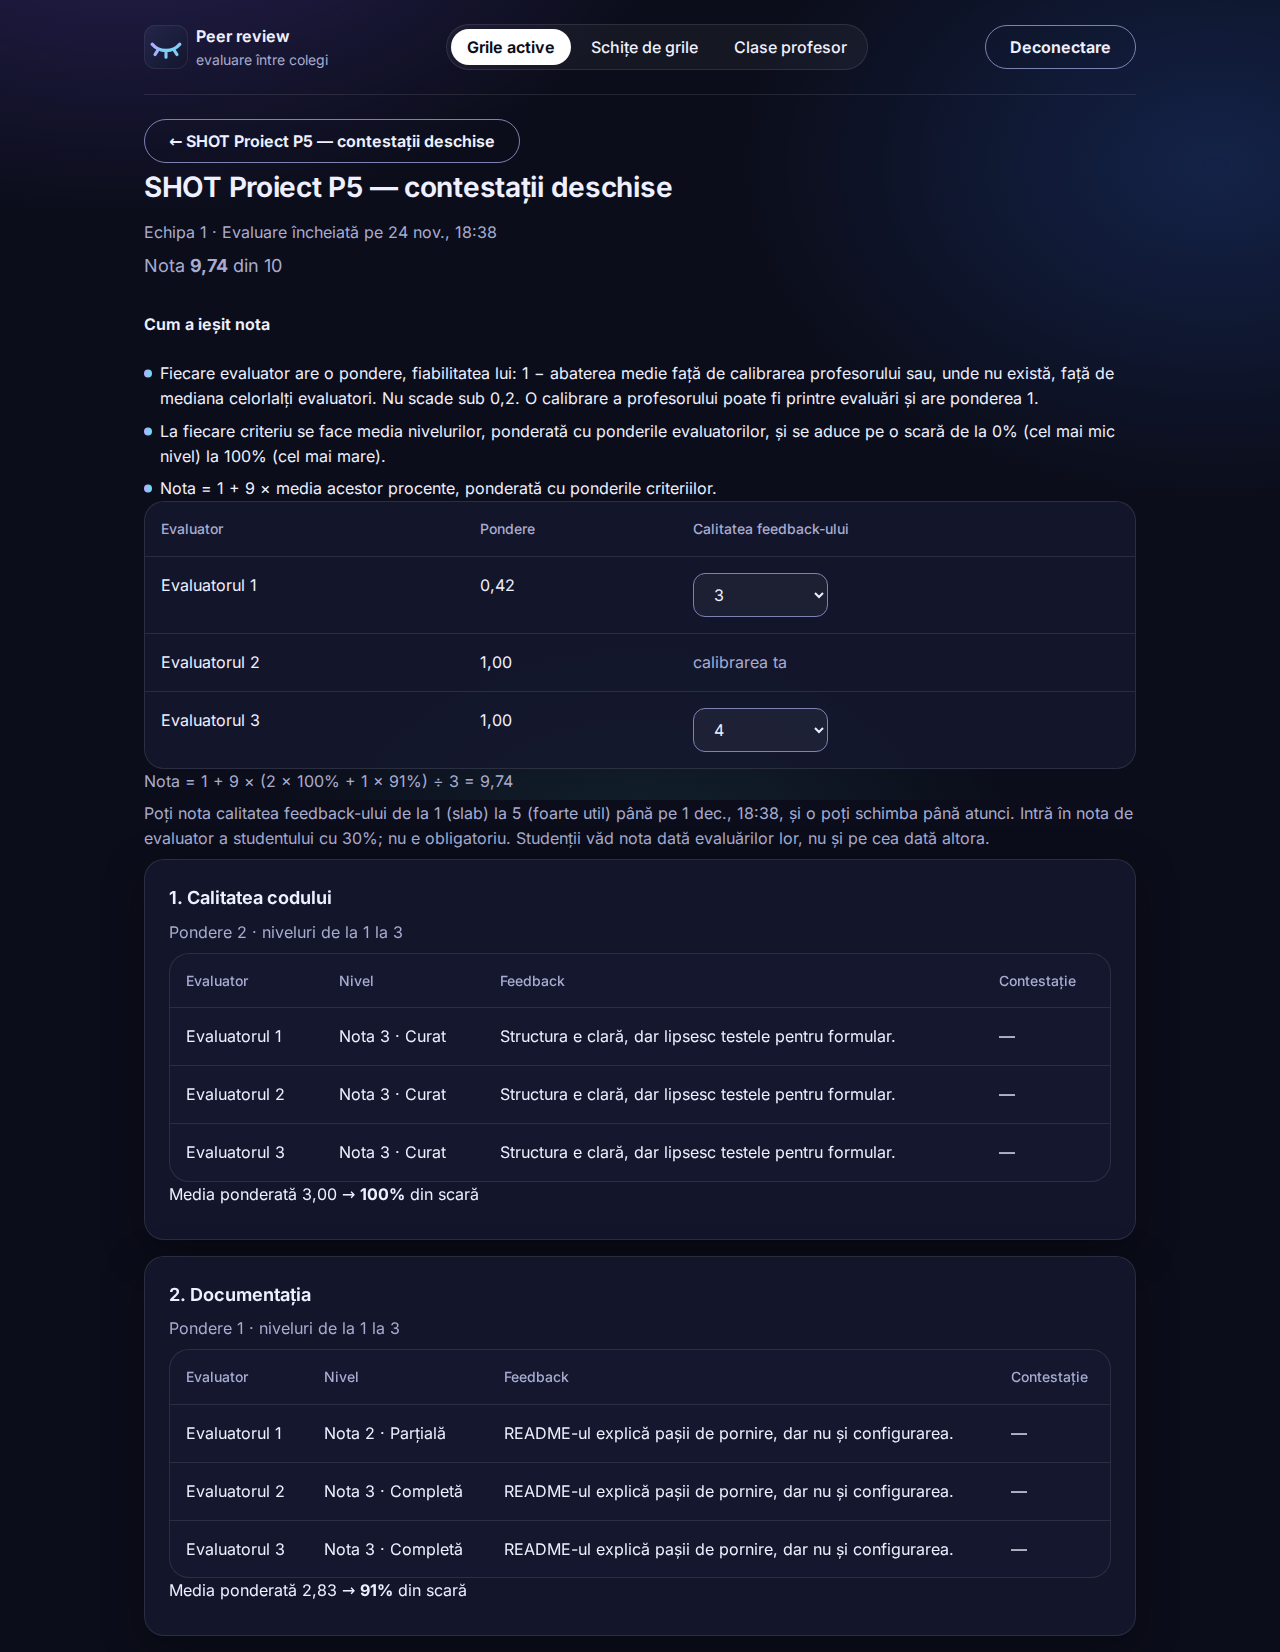 Peer review
evaluare între colegi
Grile active
Schițe de grile
Clase profesor
Deconectare
← SHOT Proiect P5 — contestații deschise
SHOT Proiect P5 — contestații deschise
Echipa 1 · Evaluare încheiată pe 24 nov., 18:38
Nota 9,74 din 10
Cum a ieșit nota
Fiecare evaluator are o pondere, fiabilitatea lui: 1 − abaterea medie față de calibrarea profesorului sau, unde nu există, față de
mediana celorlalți evaluatori. Nu scade sub 0,2. O calibrare a profesorului poate fi printre evaluări și are ponderea 1.
La fiecare criteriu se face media nivelurilor, ponderată cu ponderile evaluatorilor, și se aduce pe o scară de la 0% (cel mai mic
nivel) la 100% (cel mai mare).
Nota = 1 + 9 × media acestor procente, ponderată cu ponderile criteriilor.
Evaluator Pondere Calitatea feedback-ului
Evaluatorul 1 0,42 3
Evaluatorul 2 1,00 calibrarea ta
Evaluatorul 3 1,00 4
Nota = 1 + 9 × (2 × 100% + 1 × 91%) ÷ 3 = 9,74
Poți nota calitatea feedback-ului de la 1 (slab) la 5 (foarte util) până pe 1 dec., 18:38, și o poți schimba până atunci. Intră în nota de
evaluator a studentului cu 30%; nu e obligatoriu. Studenții văd nota dată evaluărilor lor, nu și pe cea dată altora.
1. Calitatea codului
Pondere 2 · niveluri de la 1 la 3
Evaluator Nivel Feedback Contestație
Evaluatorul 1 Nota 3 · Curat Structura e clară, dar lipsesc testele pentru formular. —
Evaluatorul 2 Nota 3 · Curat Structura e clară, dar lipsesc testele pentru formular. —
Evaluatorul 3 Nota 3 · Curat Structura e clară, dar lipsesc testele pentru formular. —
Media ponderată 3,00 → 100% din scară
2. Documentația
Pondere 1 · niveluri de la 1 la 3
Evaluator Nivel Feedback Contestație
Evaluatorul 1 Nota 2 · Parțială README-ul explică pașii de pornire, dar nu și configurarea. —
Evaluatorul 2 Nota 3 · Completă README-ul explică pașii de pornire, dar nu și configurarea. —
Evaluatorul 3 Nota 3 · Completă README-ul explică pașii de pornire, dar nu și configurarea. —
Media ponderată 2,83 → 91% din scară